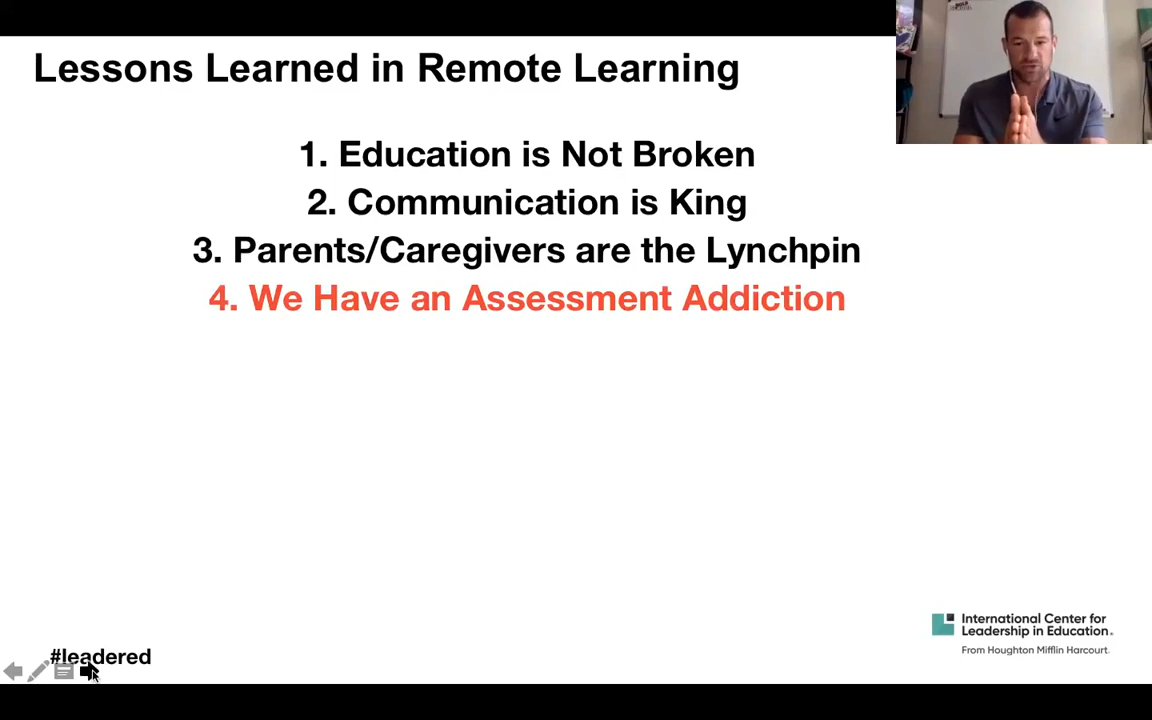 Lessons Learned in Remote Learning
1. Education is Not Broken
2. Communication is King
3. Parents/Caregivers are the Lynchpin
4. We Have an Assessment Addiction
International Center for
Leadership in Education.
From Houghton Mifflin Harcourt.
#leadered